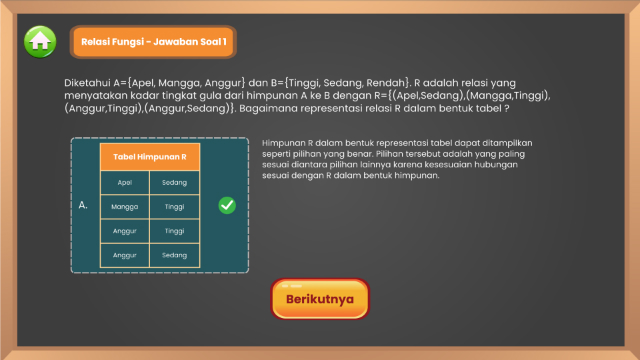 Relasi Fungsi - Jawaban Soal 1
Diketahui A={Apel, Mangga, Anggur} dan B={Tinggi, Sedang, Rendah}. R adalah relasi yang
menyatakan kadar tingkat gula dari himpunan A ke B dengan R={(Apel,Sedang),(Mangga,Tinggi),
(Anggur,Tinggi),(Anggur,Sedang)}. Bagaimana representasi relasi R dalam bentuk tabel ?
Himpunan R dalam bentuk representasi tabel dapat ditampilkan
seperti pilihan yang benar. Pilihan tersebut adalah yang paling
sesuai diantara pilihan lainnya karena kesesuaian hubungan
sesuai dengan R dalam bentuk himpunan.
A.
Tabel Himpunan R
Apel Sedang
Mangga Tinggi
Anggur Tinggi
Anggur Sedang
Berikutnya